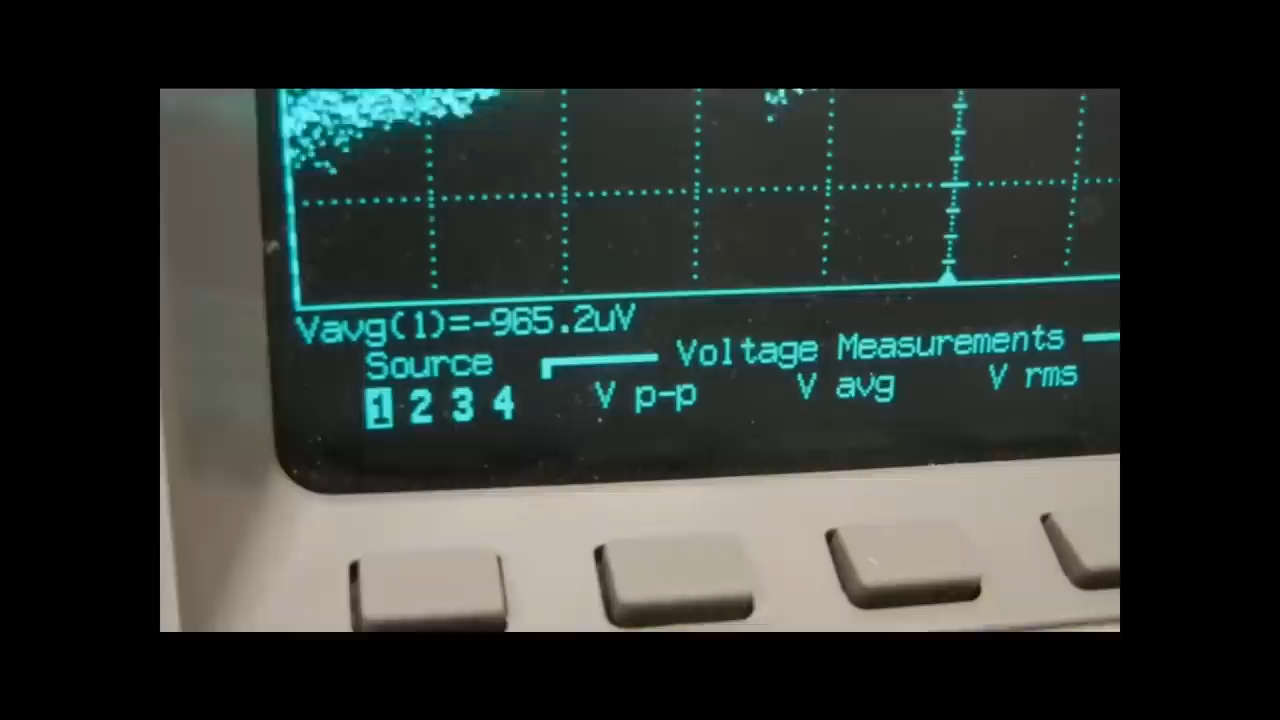 Vavg(1)=-965.2uV
Source
Voltage Measurements
1 2 3 4
V p-p
V avg
V rms